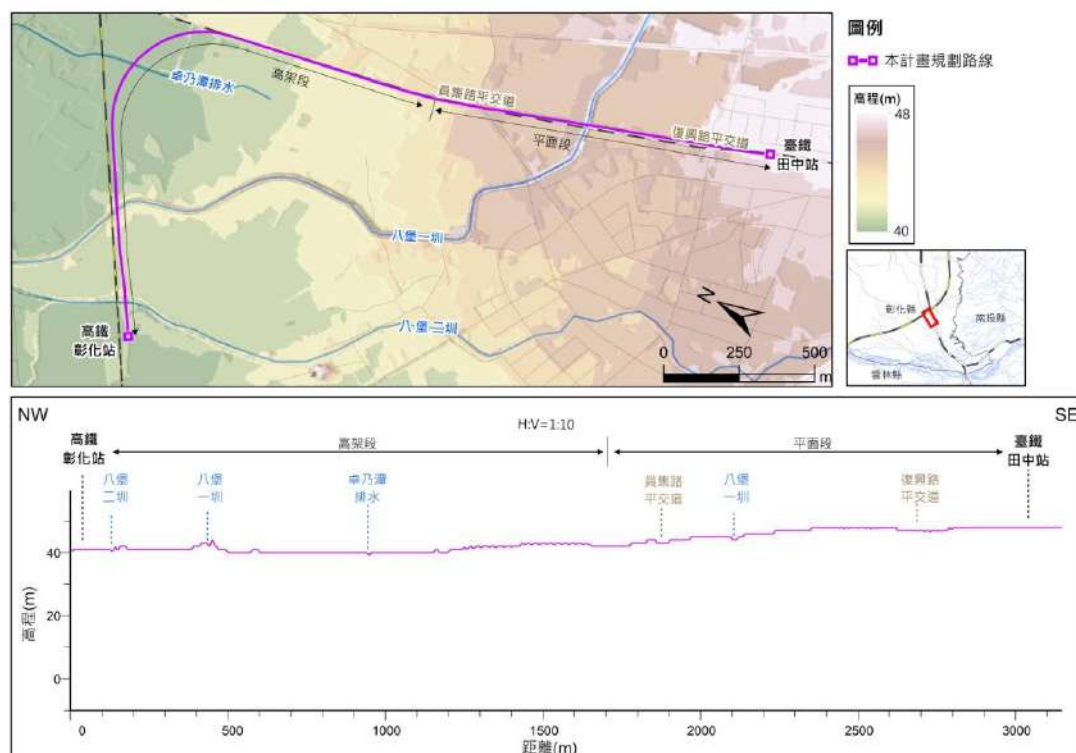 圖例
本計畫規劃路線
高程(m)
48
40
卓乃潭排水
高架段
員集路平交道
平面段
復興路平交道
臺鐵
田中站
八堡一圳
八堡二圳
高鐵
彰化站
N
0 250 500
m
彰化縣
南投縣
雲林縣
NW
SE
H:V=1:10
高鐵
彰化站
高架段
平面段
臺鐵
田中站
八堡
二圳
八堡
一圳
卓乃潭
排水
員集路
平交道
八堡
一圳
復興路
平交道
高程(m)
40
20
0
0 500 1000 1500 2000 2500 3000
距離(m)